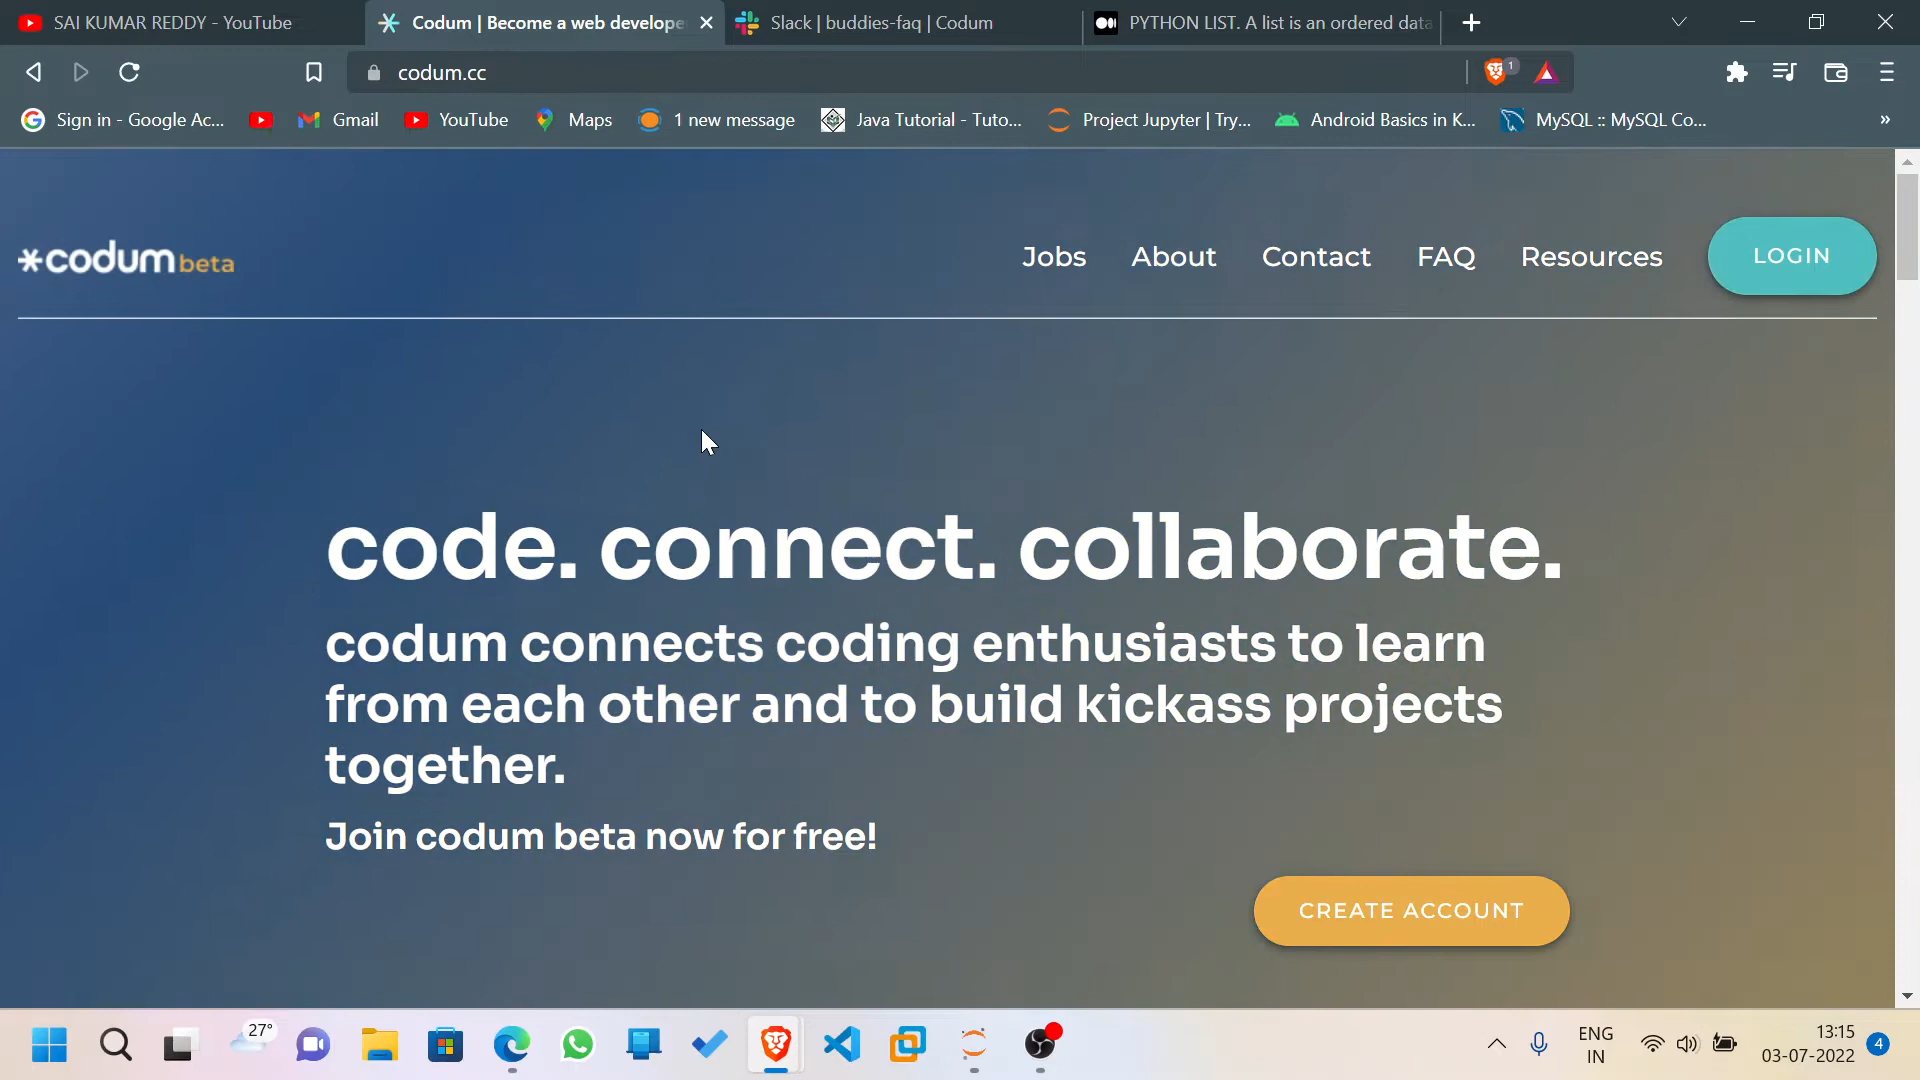 SAI KUMAR REDDY - YouTube
Codum | Become a web develope
Slack | buddies-faq | Codum
PYTHON LIST. A list is an ordered data
codum.cc
1
Sign in - Google Ac...
Gmail
YouTube
Maps
1 new message
Java Tutorial - Tuto...
Project Jupyter | Try...
Android Basics in K...
MySQL :: MySQL Co...
»
*codum beta
Jobs
About
Contact
FAQ
Resources
LOGIN
code. connect. collaborate.
codum connects coding enthusiasts to learn
from each other and to build kickass projects
together.
Join codum beta now for free!
CREATE ACCOUNT
27°
ENG
IN
13:15
03-07-2022
4